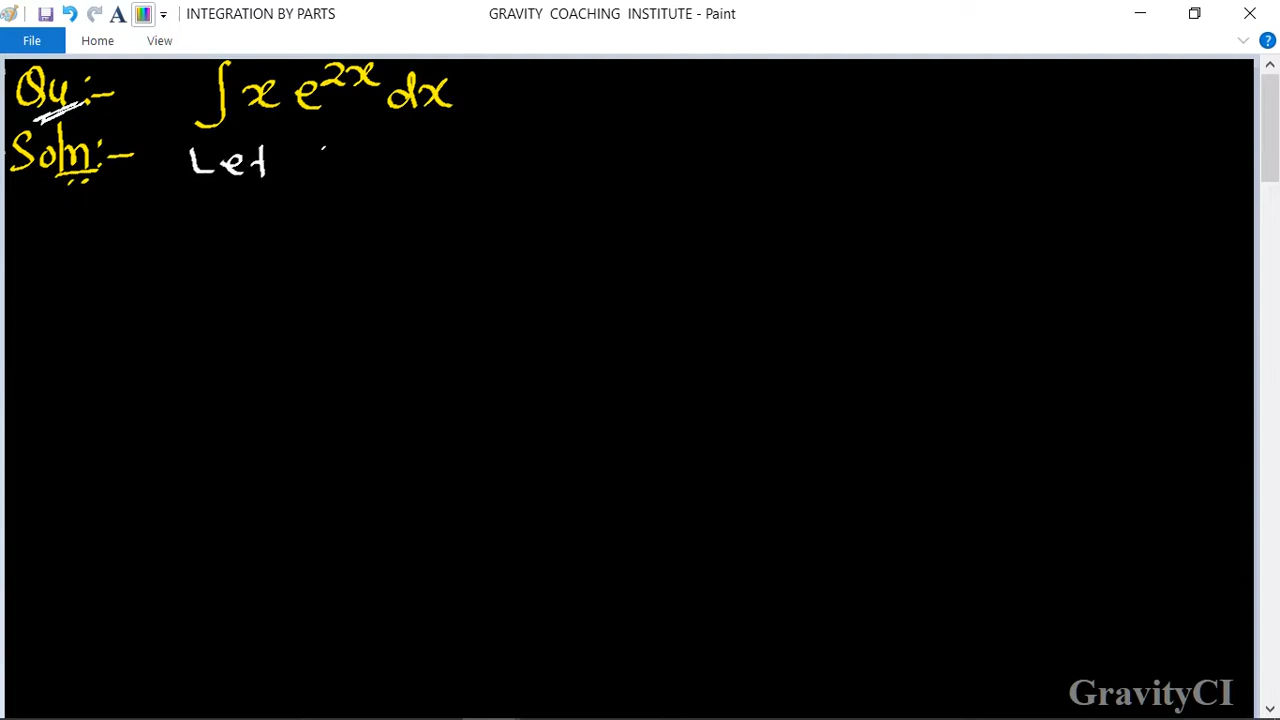 INTEGRATION BY PARTS
GRAVITY COACHING INSTITUTE - Paint
File Home View
Qu:- ∫ x e^{2x} dx
Soln:- Let
GravityCI